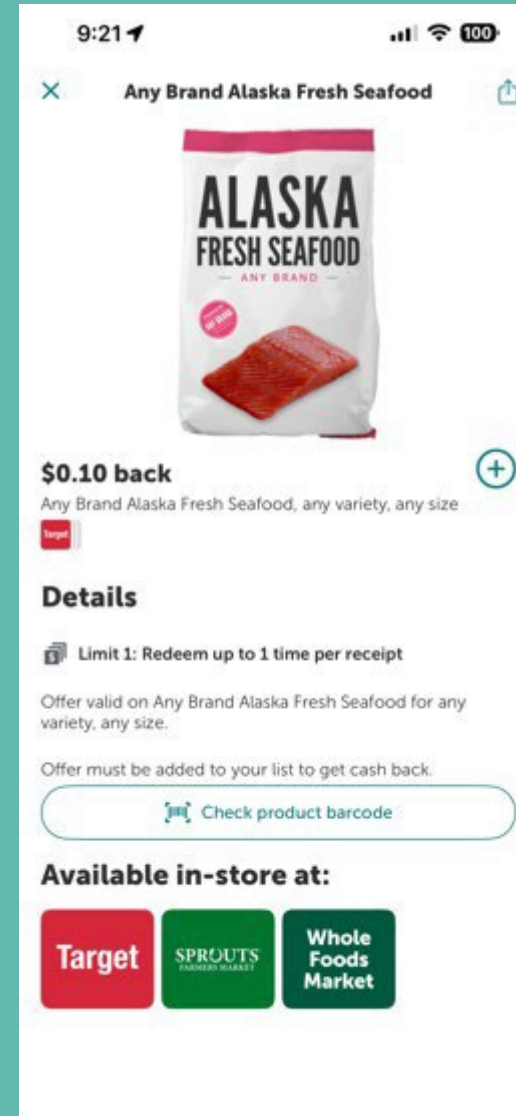 9:21
100
Any Brand Alaska Fresh Seafood
ALASKA
FRESH SEAFOOD
ANY BRAND
ANY BRAND
$0.10 back
Any Brand Alaska Fresh Seafood, any variety, any size
Target
Details
Limit 1: Redeem up to 1 time per receipt
Offer valid on Any Brand Alaska Fresh Seafood for any
variety, any size.
Offer must be added to your list to get cash back.
Check product barcode
Available in-store at:
Target
SPROUTS
FARMERS MARKET
Whole
Foods
Market